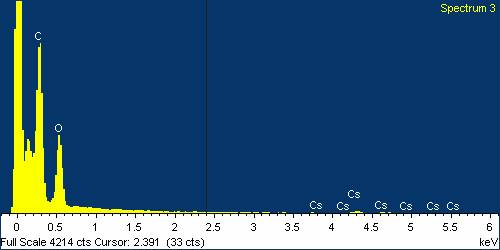 Spectrum 3
C
O
Cs
Cs Cs Cs Cs Cs Cs
0 0.5 1 1.5 2 2.5 3 3.5 4 4.5 5 5.5 6
Full Scale 4214 cts Cursor: 2.391 (33 cts) keV